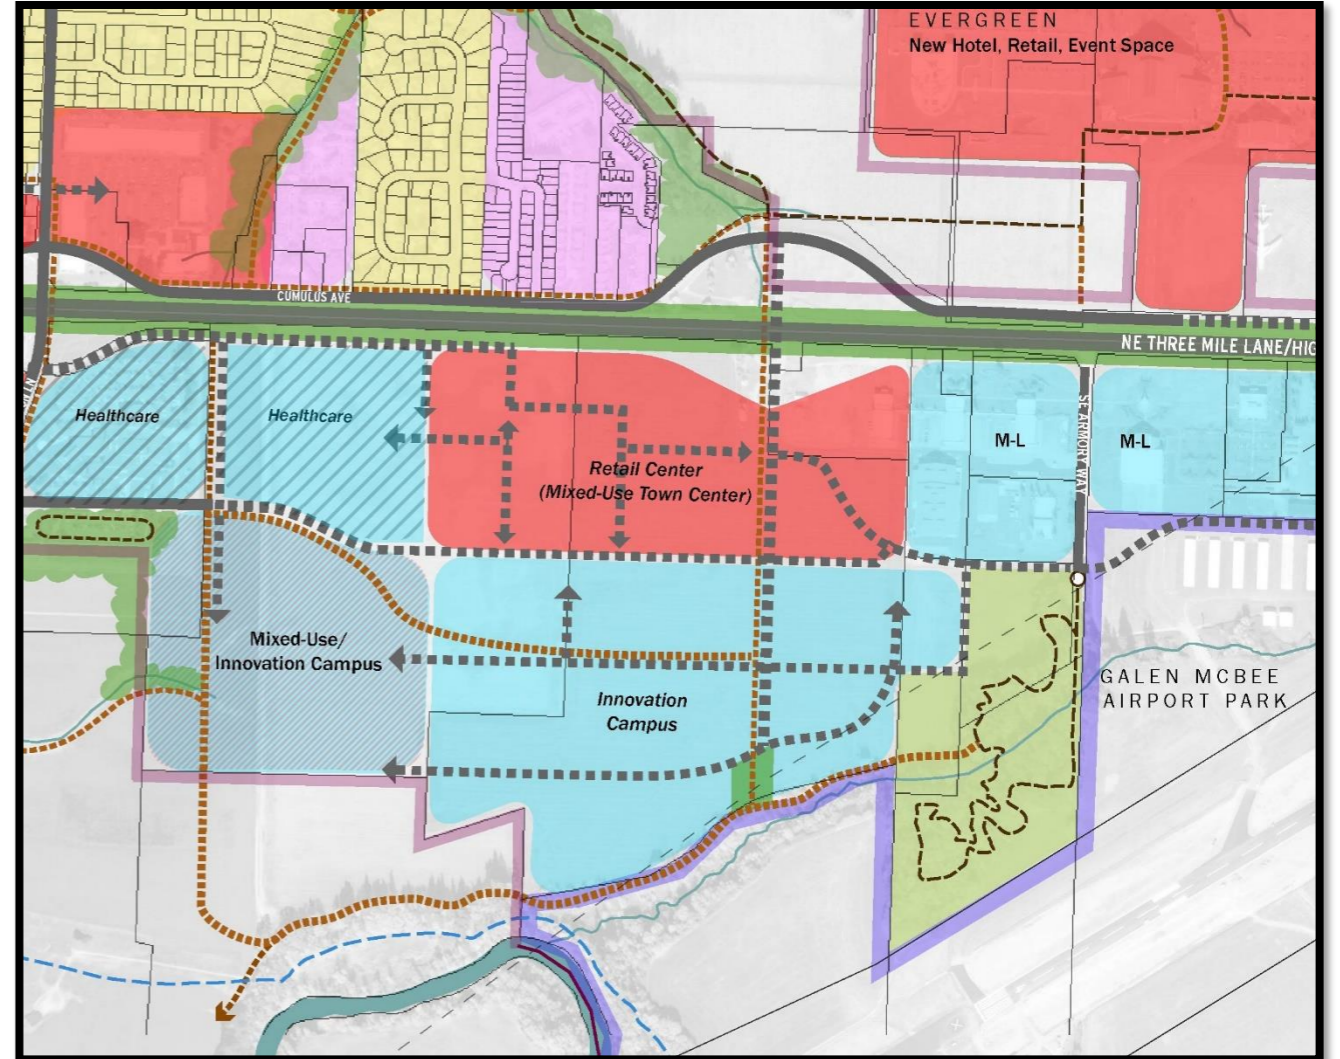 EVERGREEN
New Hotel, Retail, Event Space
CUMULUS AVE
NE THREE MILE LANE/HIG
Healthcare
Healthcare
Retail Center
(Mixed-Use Town Center)
M-L
SE ARMORY WAY
M-L
Mixed-Use/
Innovation Campus
Innovation
Campus
GALEN MCBEE
AIRPORT PARK